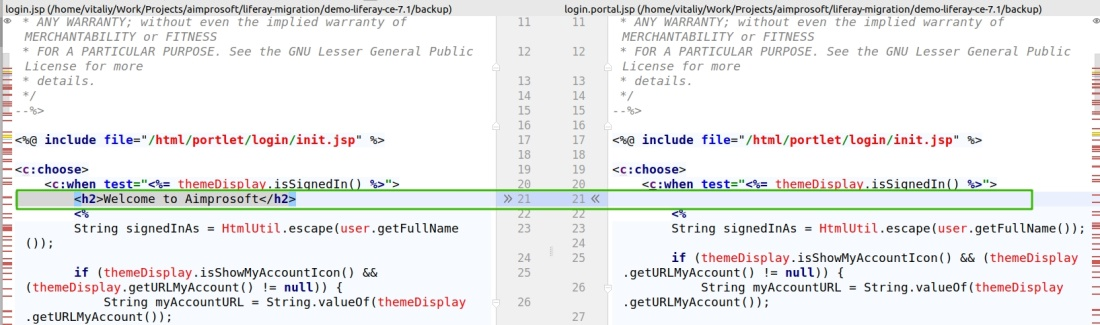 login.jsp (/home/vitaliy/Work/Projects/aimprosoft/liferay-migration/demo-liferay-ce-7.1/backup)
* ANY WARRANTY; without even the implied warranty of
MERCHANTABILITY or FITNESS
* FOR A PARTICULAR PURPOSE. See the GNU Lesser General Public
License for more
* details.
*/
--%>
<%@ include file="/html/portlet/login/init.jsp" %>
<c:choose>
<c:when test="<%= themeDisplay.isSignedIn() %>">
<h2>Welcome to Aimprosoft</h2>
<%
String signedInAs = HtmlUtil.escape(user.getFullName
());
if (themeDisplay.isShowMyAccountIcon() &&
(themeDisplay.getURLMyAccount() != null)) {
String myAccountURL = String.valueOf(themeDisplay
.getURLMyAccount());
11
12
13
14
15
16
17
18
19
20
» 21
22
23
24
25
26
login.portal.jsp (/home/vitaliy/Work/Projects/aimprosoft/liferay-migration/demo-liferay-ce-7.1/backup)
11
12
13
14
15
16
17
18
19
20
21 «
22
23
24
25
26
27
* ANY WARRANTY; without even the implied warranty of
MERCHANTABILITY or FITNESS
* FOR A PARTICULAR PURPOSE. See the GNU Lesser General Public
License for more
* details.
*/
--%>
<%@ include file="/html/portlet/login/init.jsp" %>
<c:choose>
<c:when test="<%= themeDisplay.isSignedIn() %>">
<%
String signedInAs = HtmlUtil.escape(user.getFullName());
if (themeDisplay.isShowMyAccountIcon() && (themeDisplay
.getURLMyAccount() != null)) {
String myAccountURL = String.valueOf(themeDisplay
.getURLMyAccount());